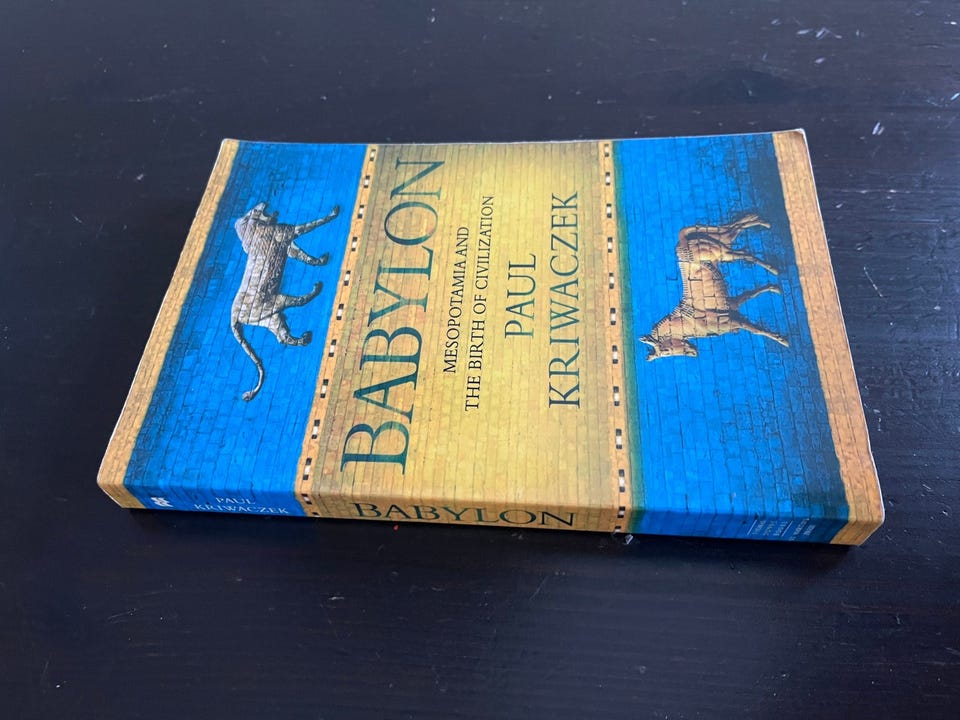 BABYLON
MESOPOTAMIA AND
THE BIRTH OF CIVILIZATION
PAUL
KRIWACZEK
PAUL
KRIWACZEK
BABYLON